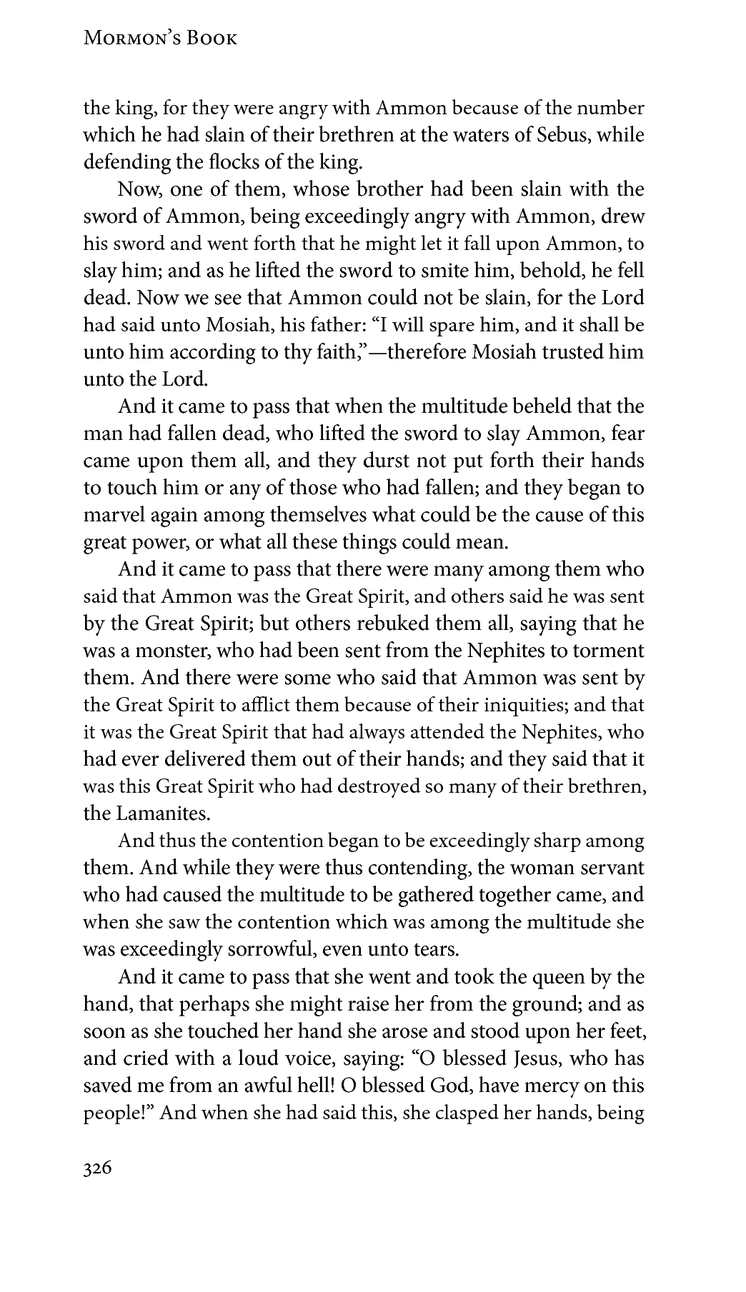 Mormon’s Book
the king, for they were angry with Ammon because of the number
which he had slain of their brethren at the waters of Sebus, while
defending the flocks of the king.
Now, one of them, whose brother had been slain with the
sword of Ammon, being exceedingly angry with Ammon, drew
his sword and went forth that he might let it fall upon Ammon, to
slay him; and as he lifted the sword to smite him, behold, he fell
dead. Now we see that Ammon could not be slain, for the Lord
had said unto Mosiah, his father: “I will spare him, and it shall be
unto him according to thy faith,”—therefore Mosiah trusted him
unto the Lord.
And it came to pass that when the multitude beheld that the
man had fallen dead, who lifted the sword to slay Ammon, fear
came upon them all, and they durst not put forth their hands
to touch him or any of those who had fallen; and they began to
marvel again among themselves what could be the cause of this
great power, or what all these things could mean.
And it came to pass that there were many among them who
said that Ammon was the Great Spirit, and others said he was sent
by the Great Spirit; but others rebuked them all, saying that he
was a monster, who had been sent from the Nephites to torment
them. And there were some who said that Ammon was sent by
the Great Spirit to afflict them because of their iniquities; and that
it was the Great Spirit that had always attended the Nephites, who
had ever delivered them out of their hands; and they said that it
was this Great Spirit who had destroyed so many of their brethren,
the Lamanites.
And thus the contention began to be exceedingly sharp among
them. And while they were thus contending, the woman servant
who had caused the multitude to be gathered together came, and
when she saw the contention which was among the multitude she
was exceedingly sorrowful, even unto tears.
And it came to pass that she went and took the queen by the
hand, that perhaps she might raise her from the ground; and as
soon as she touched her hand she arose and stood upon her feet,
and cried with a loud voice, saying: “O blessed Jesus, who has
saved me from an awful hell! O blessed God, have mercy on this
people!” And when she had said this, she clasped her hands, being
326